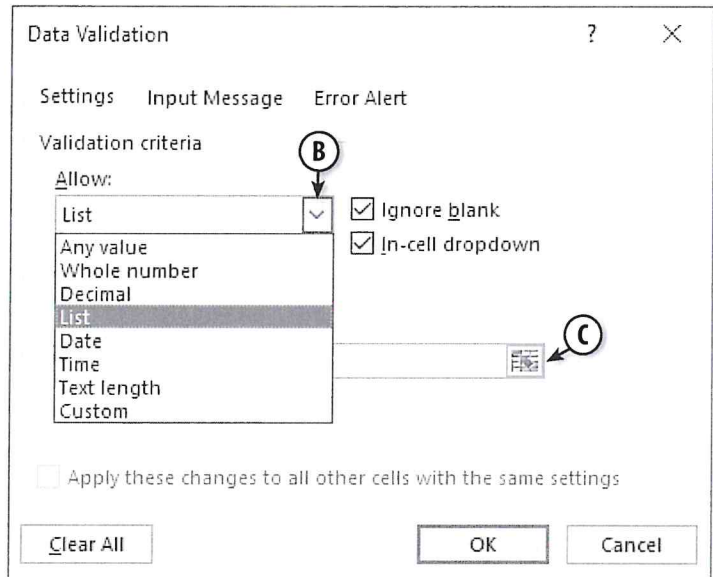 Data Validation ? ×
Settings Input Message Error Alert
Validation criteria
B
Allow:
List
Ignore blank
In-cell dropdown
Any value
Whole number
Decimal
List
Date
Time
Text length
Custom
C
Apply these changes to all other cells with the same settings
Clear All OK Cancel